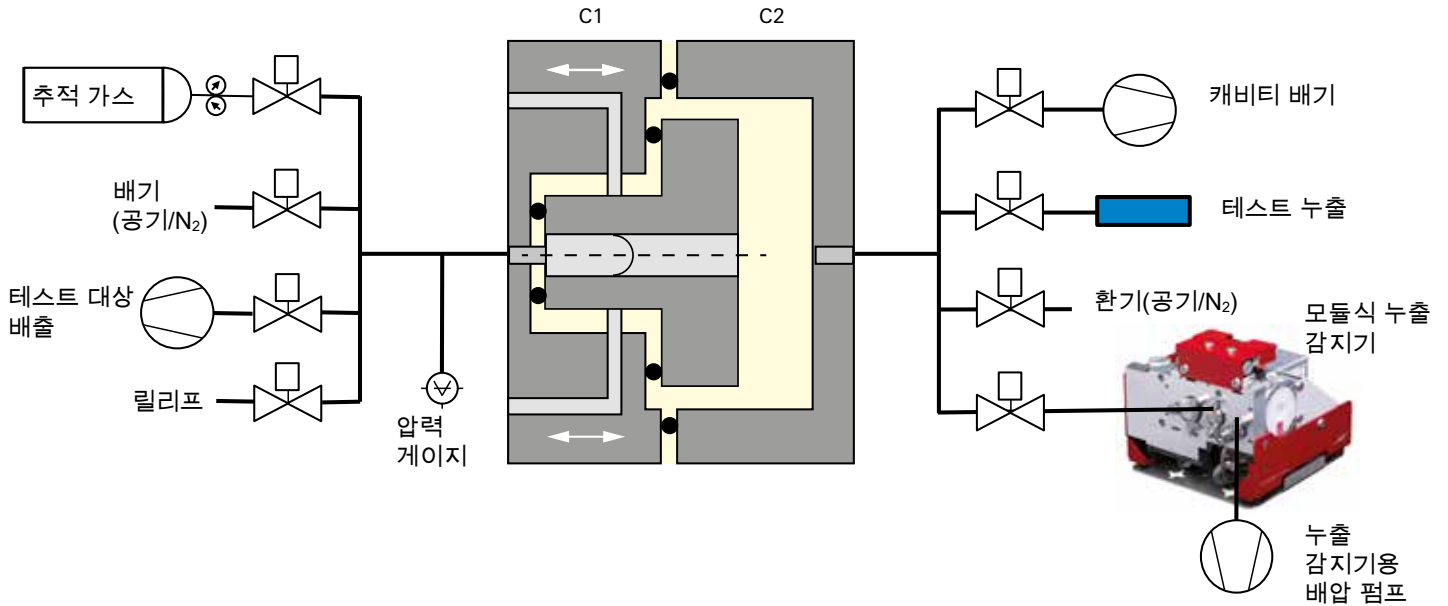 C1
C2
추적 가스
배기
(공기/N₂)
테스트 대상
배출
릴리프
압력
게이지
캐비티 배기
테스트 누출
환기(공기/N₂)
모듈식 누출
감지기
누출
감지기용
배압 펌프